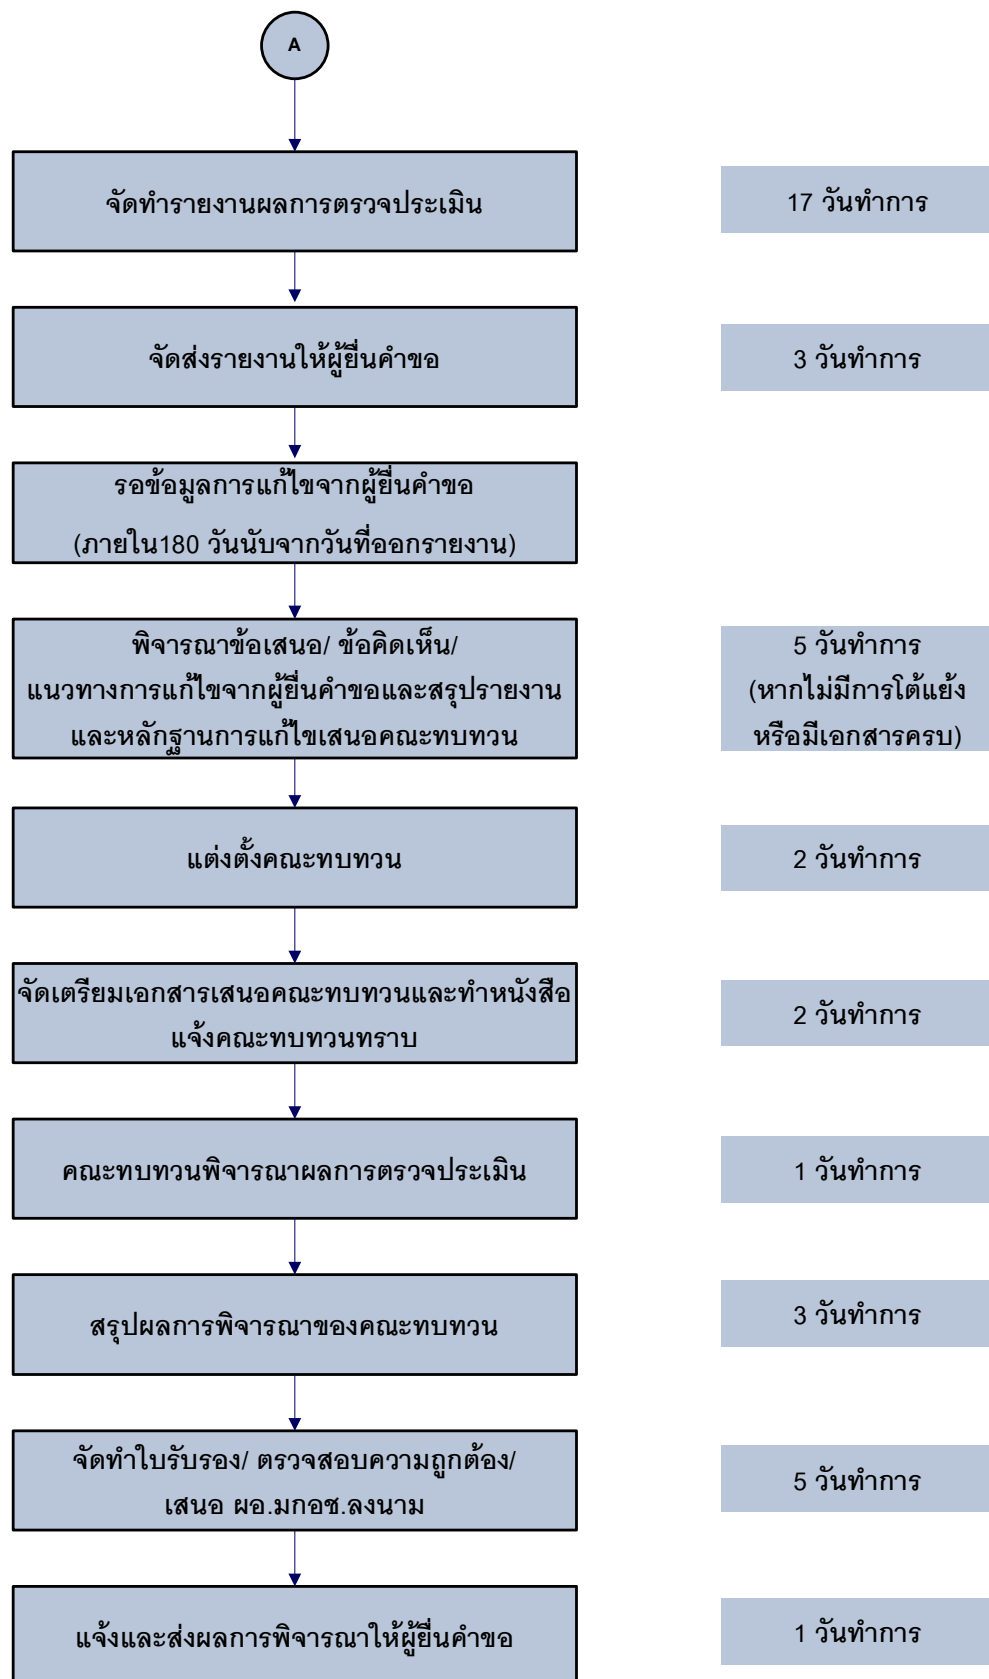 A
จัดทำรายงานผลการตรวจประเมิน
17 วันทำการ
จัดส่งรายงานให้ผู้ยื่นคำขอ
3 วันทำการ
รอข้อมูลการแก้ไขจากผู้ยื่นคำขอ
(ภายใน180 วันนับจากวันที่ออกรายงาน)
พิจารณาข้อเสนอ/ ข้อคิดเห็น/
แนวทางการแก้ไขจากผู้ยื่นคำขอและสรุปรายงาน
และหลักฐานการแก้ไขเสนอคณะทบทวน
5 วันทำการ
(หากไม่มีการโต้แย้ง
หรือมีเอกสารครบ)
แต่งตั้งคณะทบทวน
2 วันทำการ
จัดเตรียมเอกสารเสนอคณะทบทวนและทำหนังสือ
แจ้งคณะทบทวนทราบ
2 วันทำการ
คณะทบทวนพิจารณาผลการตรวจประเมิน
1 วันทำการ
สรุปผลการพิจารณาของคณะทบทวน
3 วันทำการ
จัดทำใบรับรอง/ ตรวจสอบความถูกต้อง/
เสนอ ผอ.มกอช.ลงนาม
5 วันทำการ
แจ้งและส่งผลการพิจารณาให้ผู้ยื่นคำขอ
1 วันทำการ